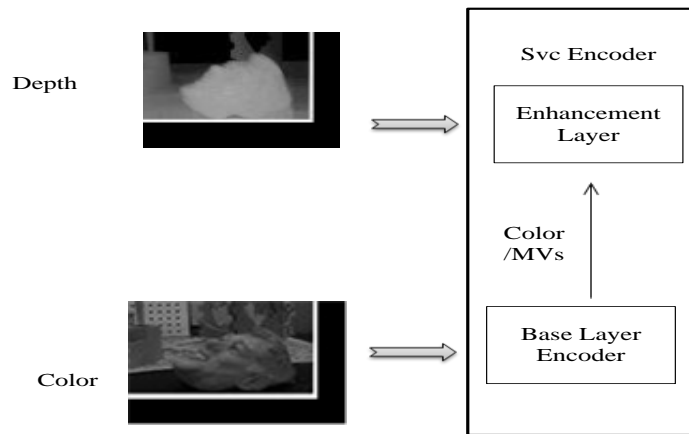 Svc Encoder
Depth
Enhancement
Layer
Color
/MVs
Base Layer
Encoder
Color